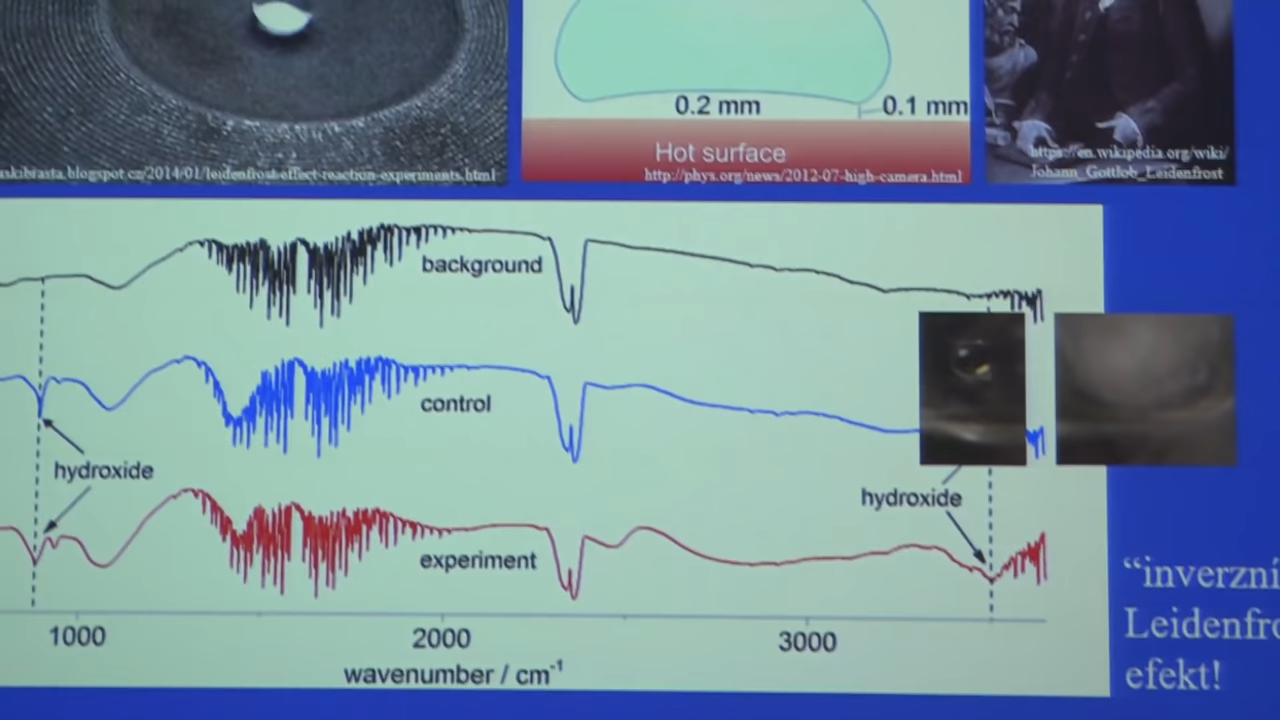 0.2 mm
0.1 mm
Hot surface
http://phys.org/news/2012-07-high-camera.html
askibrasta.blogspot.cz/2014/01/leidenfrost-effect-reaction-experiments.html
https://en.wikipedia.org/wiki/
Johann_Gottlob_Leidenfrost
background
control
hydroxide
hydroxide
experiment
1000
2000
3000
wavenumber / cm⁻¹
“inverzní
Leidenfro
efekt!